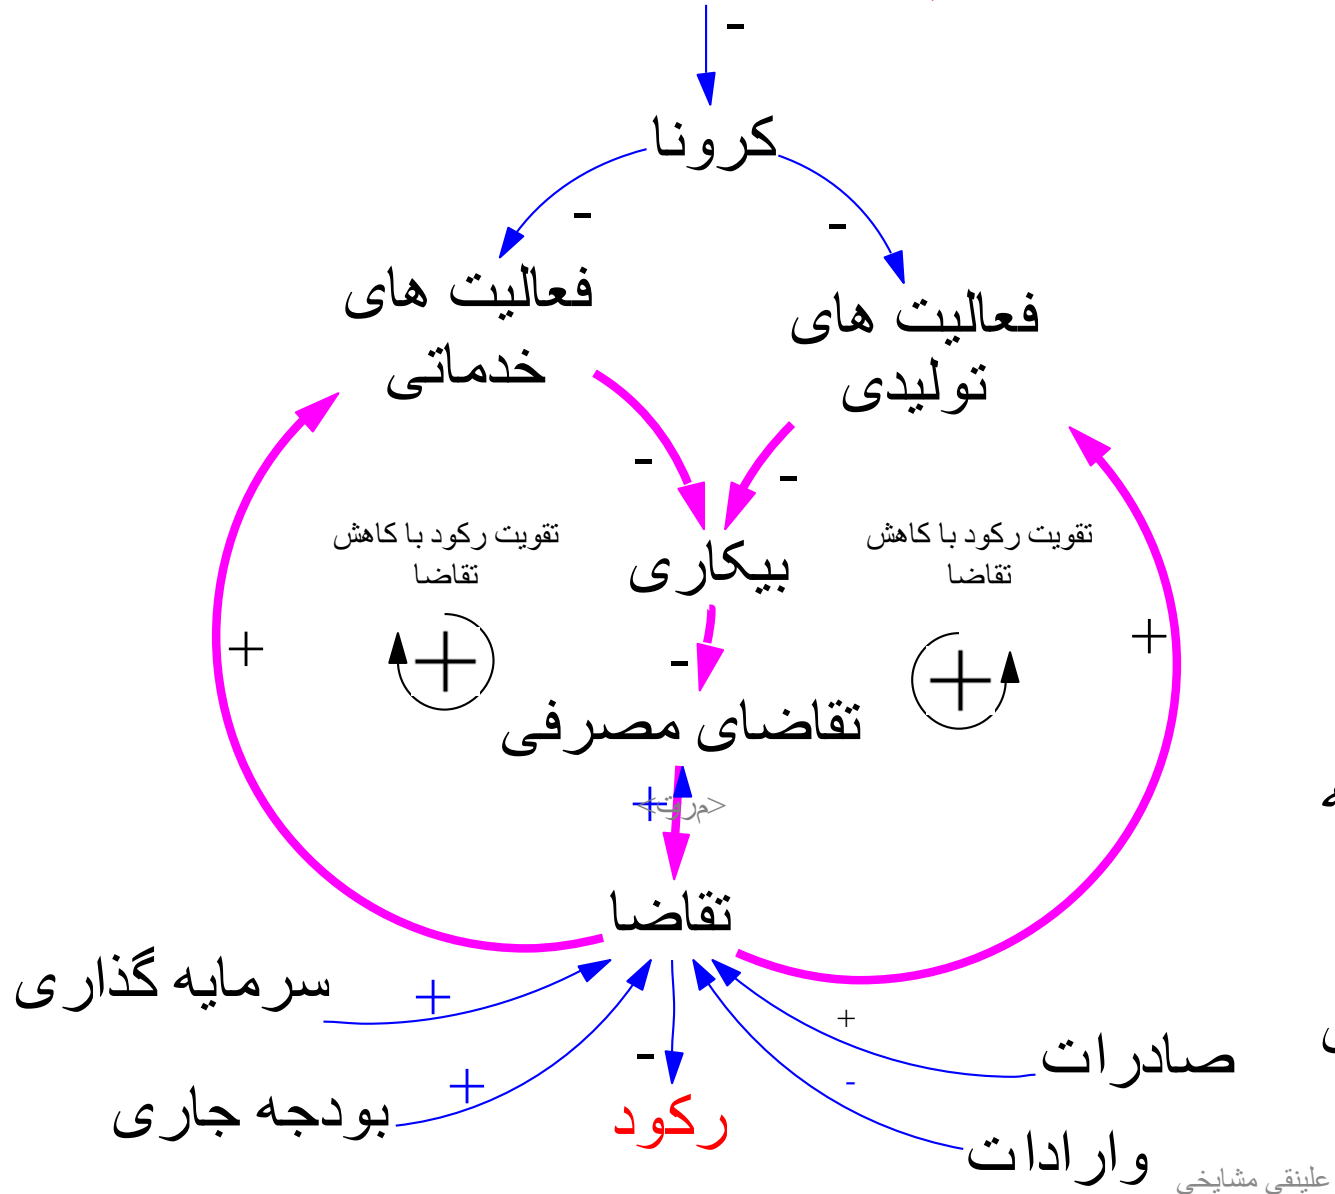 -
کرونا
-
-
فعالیت های
خدماتی
فعالیت های
تولیدی
-
-
تقویت رکود با کاهش
تقاضا
تقویت رکود با کاهش
تقاضا
بیکاری
+
+
+
+
-
تقاضای مصرفی
+
تقاضا
سرمایه گذاری
+
+
صادرات
-
-
+
بودجه جاری
رکود
وارادات
علینقی مشایخی